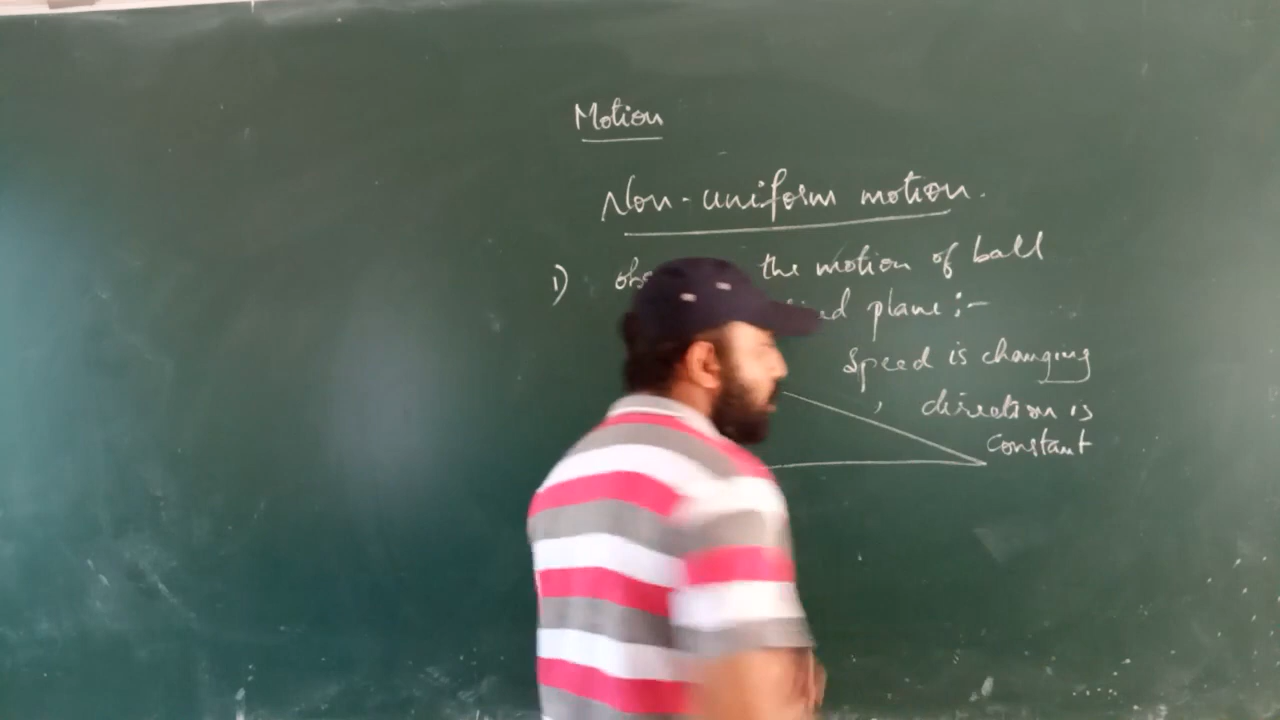 Motion
Non-uniform motion.
1) the motion of ball
plane :-
Speed is changing
, direction is
constant